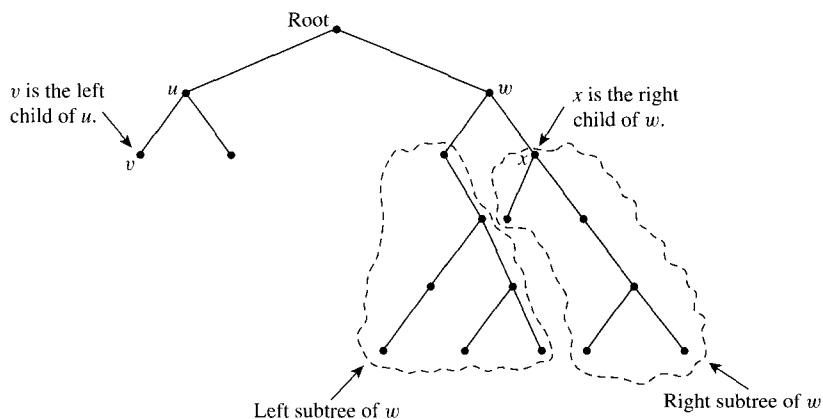 Root
v is the left
child of u.
u
w
x is the right
child of w.
v
x
Left subtree of w
Right subtree of w